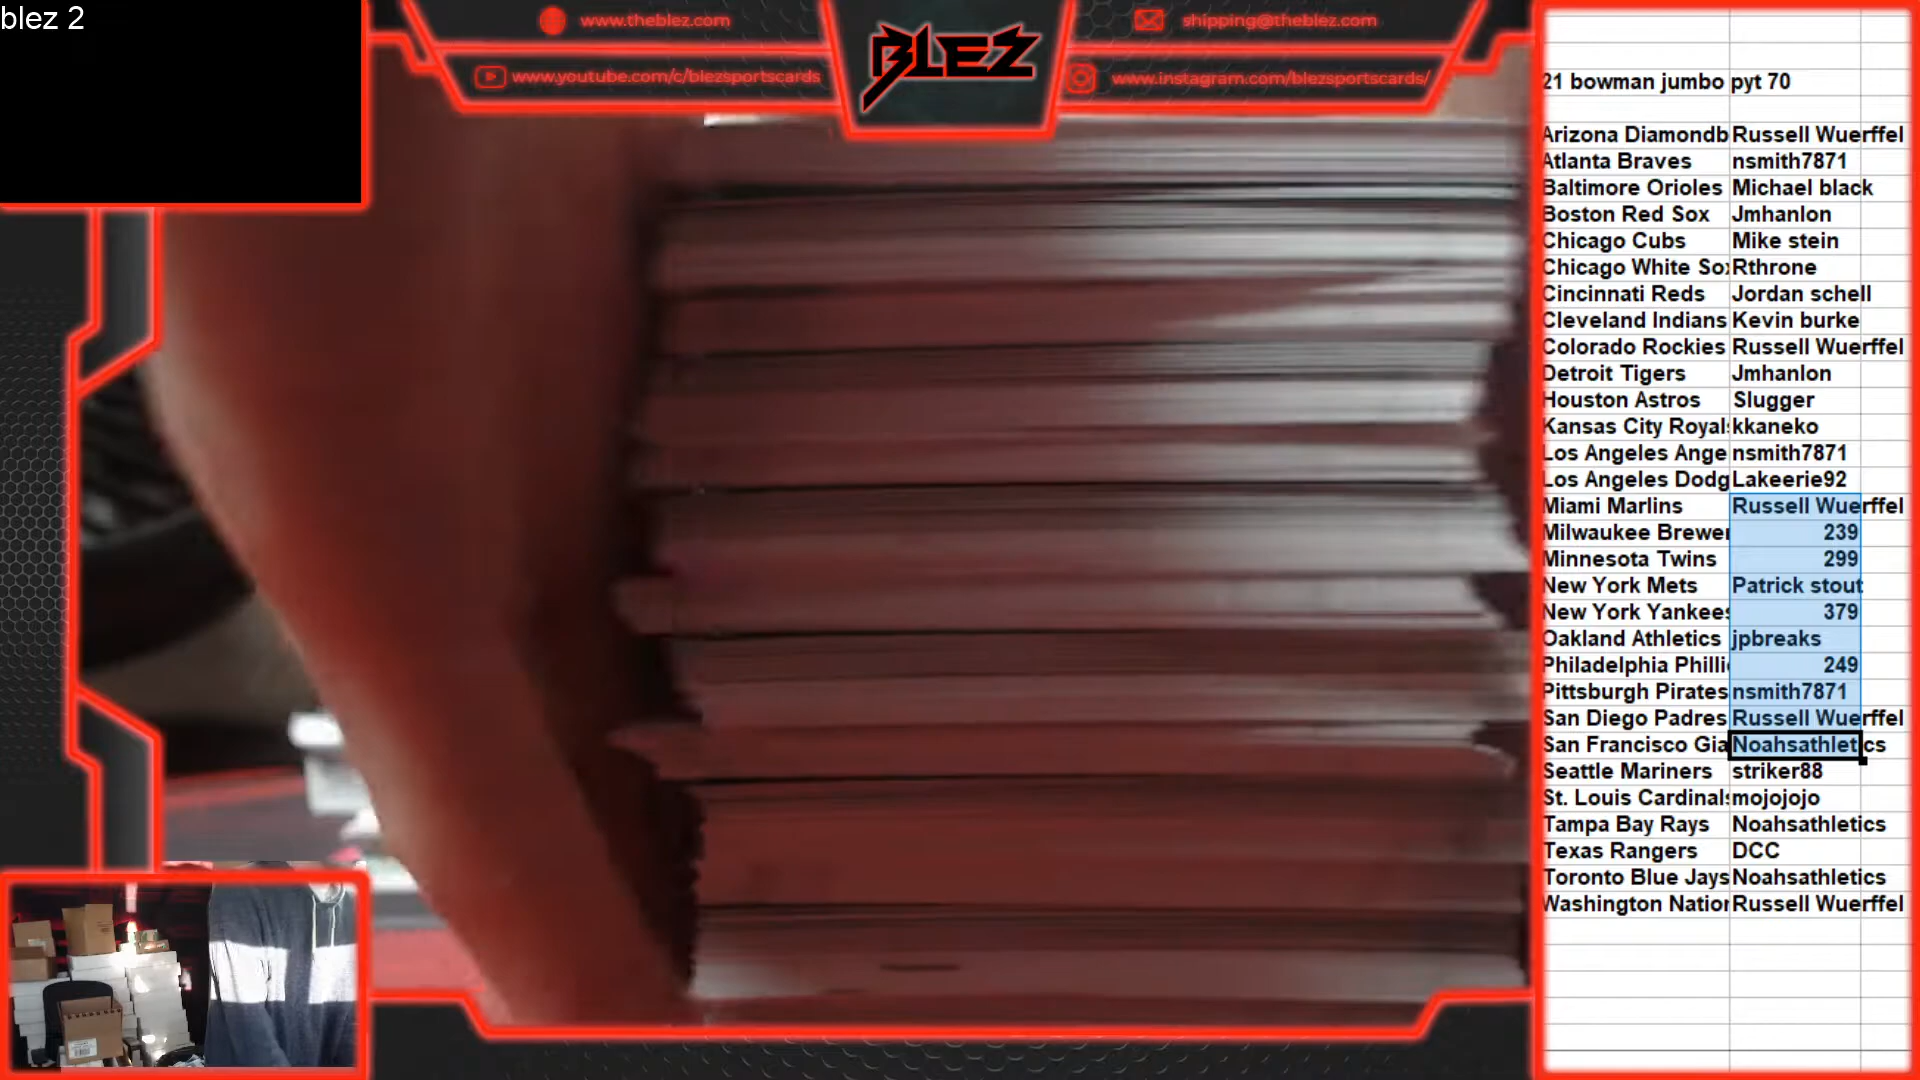 blez 2
www.theblez.com
www.youtube.com/c/blezsportscards
BLEZ
shipping@theblez.com
www.instagram.com/blezsportscards/
21 bowman jumbo pyt 70
Arizona Diamondb Russell Wuerffel
Atlanta Braves nsmith7871
Baltimore Orioles Michael black
Boston Red Sox Jmhanlon
Chicago Cubs Mike stein
Chicago White Sox Rthrone
Cincinnati Reds Jordan schell
Cleveland Indians Kevin burke
Colorado Rockies Russell Wuerffel
Detroit Tigers Jmhanlon
Houston Astros Slugger
Kansas City Royals kkaneko
Los Angeles Ange nsmith7871
Los Angeles Dodg Lakeerie92
Miami Marlins Russell Wuerffel
Milwaukee Brewer 239
Minnesota Twins 299
New York Mets Patrick stout
New York Yankees 379
Oakland Athletics jpbreaks
Philadelphia Philli 249
Pittsburgh Pirates nsmith7871
San Diego Padres Russell Wuerffel
San Francisco Gia Noahsathletics
Seattle Mariners striker88
St. Louis Cardinals mojojojo
Tampa Bay Rays Noahsathletics
Texas Rangers DCC
Toronto Blue Jays Noahsathletics
Washington Nation Russell Wuerffel